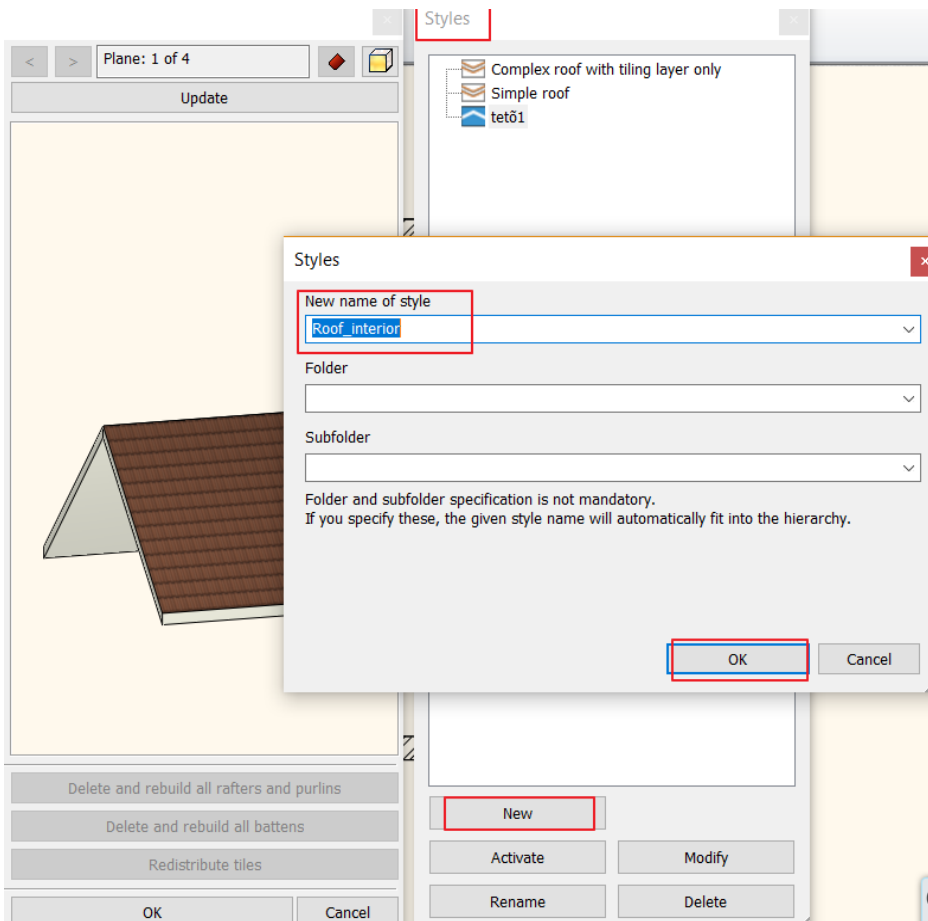 <
>
Plane: 1 of 4
Update
Delete and rebuild all rafters and purlins
Delete and rebuild all battens
Redistribute tiles
OK
Cancel
Styles
Complex roof with tiling layer only
Simple roof
tetõ1
Styles
New name of style
Roof_interior
Folder
Subfolder
Folder and subfolder specification is not mandatory.
If you specify these, the given style name will automatically fit into the hierarchy.
OK
Cancel
New
Activate
Modify
Rename
Delete